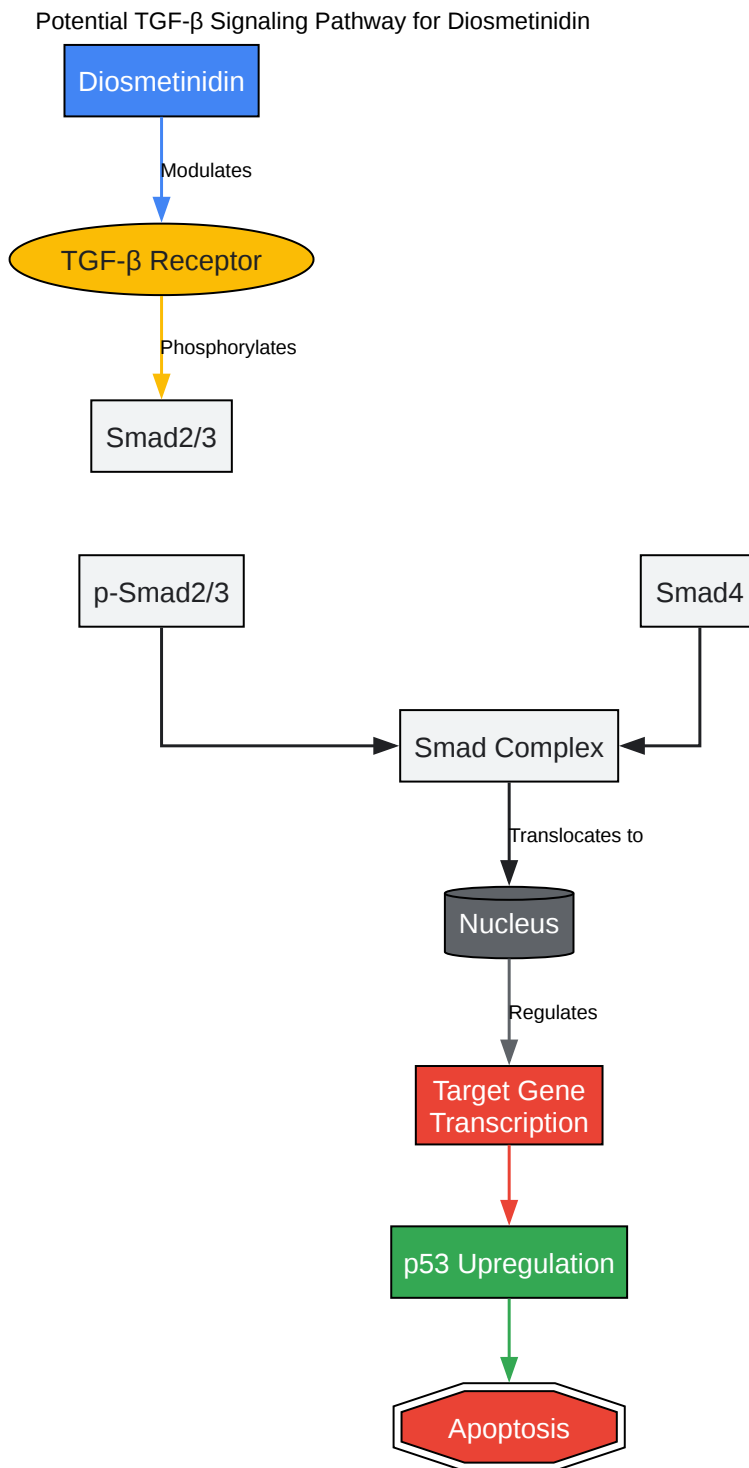 Potential TGF-β Signaling Pathway for Diosmetinidin
Diosmetinidin
Modulates
TGF-β Receptor
Phosphorylates
Smad2/3
p-Smad2/3
Smad4
Smad Complex
Translocates to
Nucleus
Regulates
Target Gene
Transcription
p53 Upregulation
Apoptosis